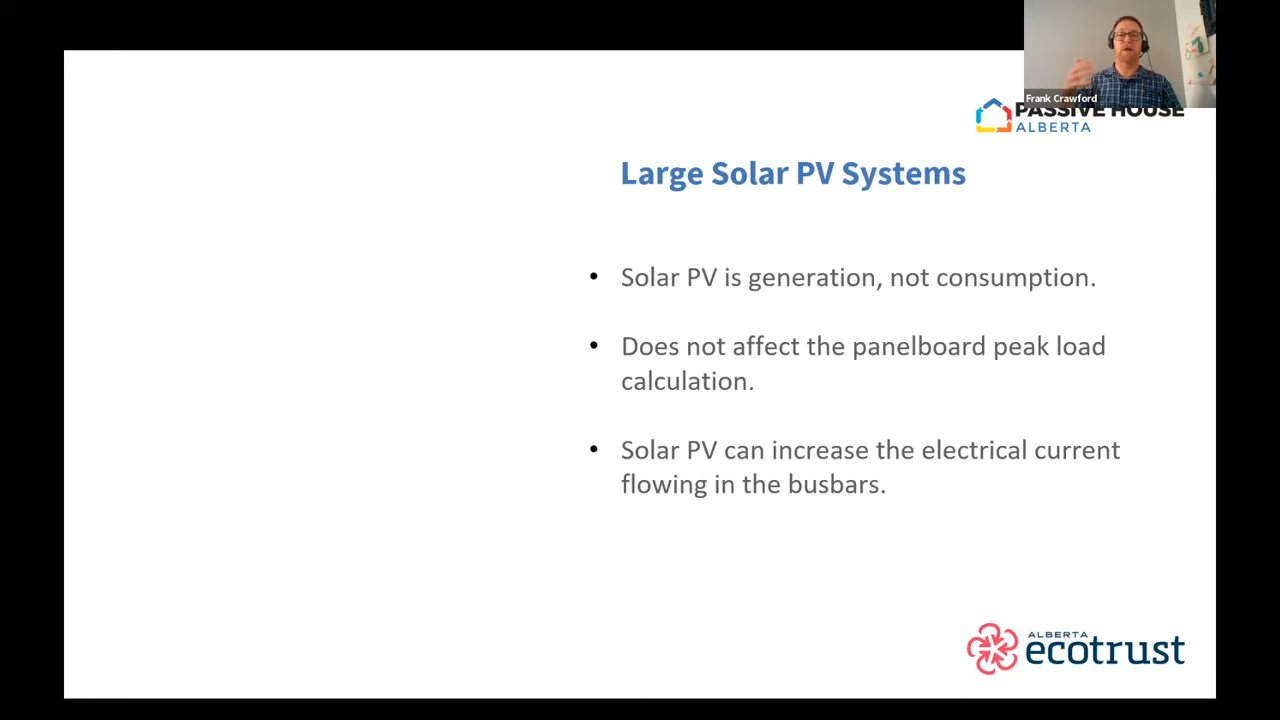 Frank Crawford
PASSIVE HOUSE
ALBERTA
Large Solar PV Systems
• Solar PV is generation, not consumption.
• Does not affect the panelboard peak load
calculation.
• Solar PV can increase the electrical current
flowing in the busbars.
ALBERTA
ecotrust